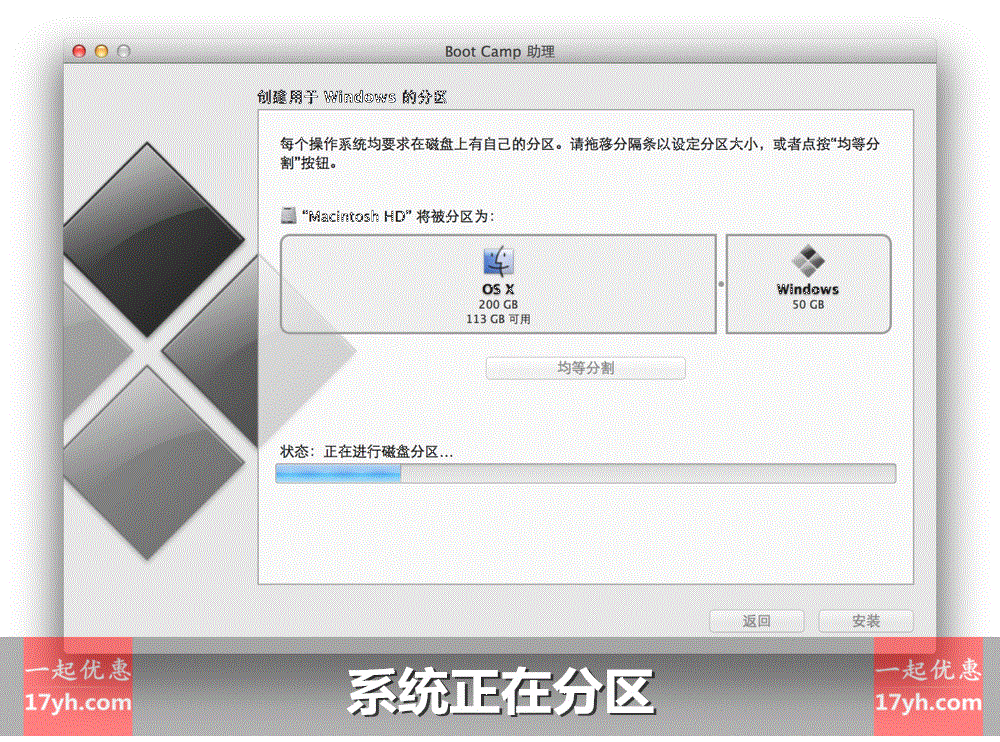 Boot Camp 助理
创建用于 Windows 的分区
每个操作系统均要求在磁盘上有自己的分区。请拖移分隔条以设定分区大小，或者点按“均等分
割”按钮。
“Macintosh HD” 将被分区为：
OS X
200 GB
113 GB 可用
Windows
50 GB
均等分割
状态：正在进行磁盘分区...
返回
安装
一起优惠
17yh.com
系统正在分区
一起优惠
17yh.com